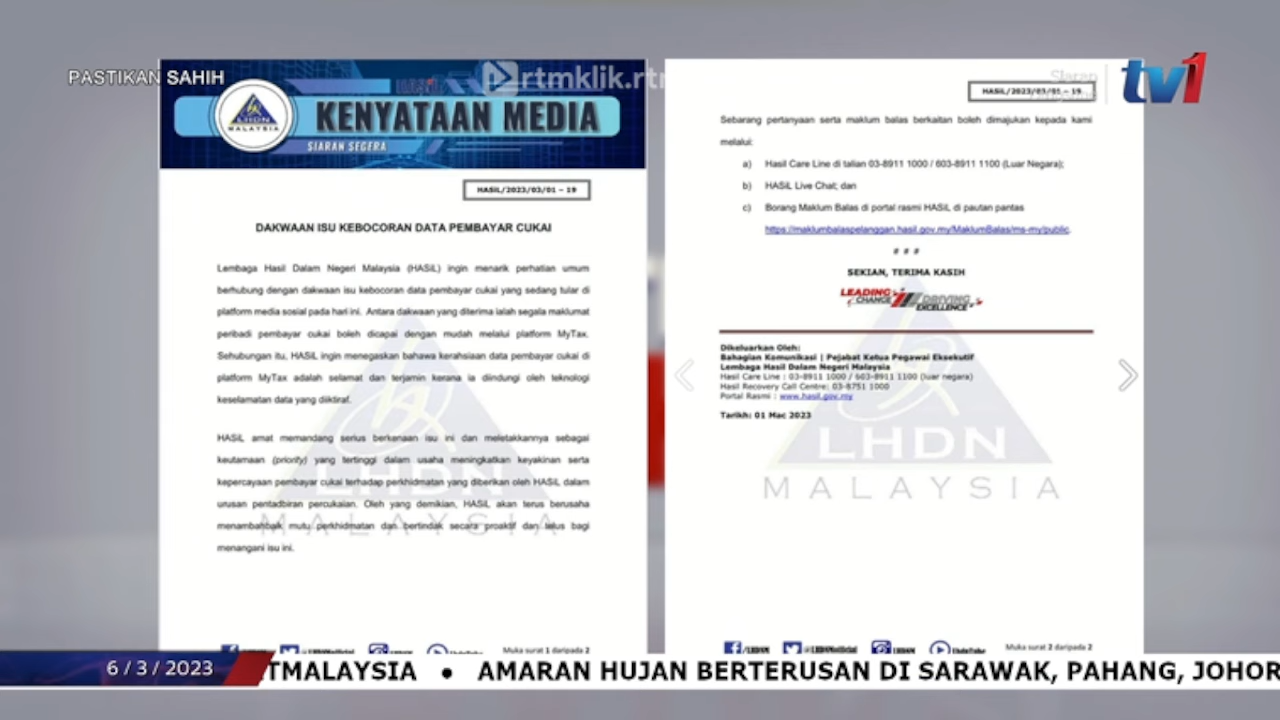 PASTIKAN SAHIH
rtmklik.rtm
tv1
Siaran
LHDN
MALAYSIA
KENYATAAN MEDIA
SIARAN SEGERA
HASiL/2023/03/01 – 19
DAKWAAN ISU KEBOCORAN DATA PEMBAYAR CUKAI
Lembaga Hasil Dalam Negeri Malaysia (HASiL) ingin menarik perhatian umum
berhubung dengan dakwaan isu kebocoran data pembayar cukai yang sedang tular di
platform media sosial pada hari ini. Antara dakwaan yang diterima ialah segala maklumat
peribadi pembayar cukai boleh dicapai dengan mudah melalui platform MyTax.
Sehubungan itu, HASiL ingin menegaskan bahawa kerahsiaan data pembayar cukai di
platform MyTax adalah selamat dan terjamin kerana ia diindungi oleh teknologi
keselamatan data yang diiktiraf.
HASiL amat memandang serius berkenaan isu ini dan meletakkannya sebagai
keutamaan (priority) yang tertinggi dalam usaha meningkatkan keyakinan serta
kepercayaan pembayar cukai terhadap perkhidmatan yang diberikan oleh HASiL dalam
urusan pentadbiran percukaian. Oleh yang demikian, HASiL akan terus berusaha
menambahbaik mutu perkhidmatan dan bertindak secara proaktif dan telus bagi
menangani isu ini.
LHDN
MALAYSIA
Muka surat 1 daripada 2
HASiL/2023/03/01 – 19
Sebarang pertanyaan serta maklum balas berkaitan boleh dimajukan kepada kami
melalui:
a) Hasil Care Line di talian 03-8911 1000 / 603-8911 1100 (Luar Negara);
b) HASiL Live Chat; dan
c) Borang Maklum Balas di portal rasmi HASiL di pautan pantas
https://maklumbalaspelanggan.hasil.gov.my/MaklumBalas/ms-my/public.
# # #
SEKIAN, TERIMA KASIH
LEADING CHANGE DRIVING EXCELLENCE
Dikeluarkan Oleh:
Bahagian Komunikasi | Pejabat Ketua Pegawai Eksekutif
Lembaga Hasil Dalam Negeri Malaysia
Hasil Care Line : 03-8911 1000 / 603-8911 1100 (luar negara)
Hasil Recovery Call Centre: 03-8751 1000
Portal Rasmi : www.hasil.gov.my
Tarikh: 01 Mac 2023
LHDN
MALAYSIA
Muka surat 2 daripada 2
6 / 3 / 2023
TMALAYSIA ● AMARAN HUJAN BERTERUSAN DI SARAWAK, PAHANG, JOHOR